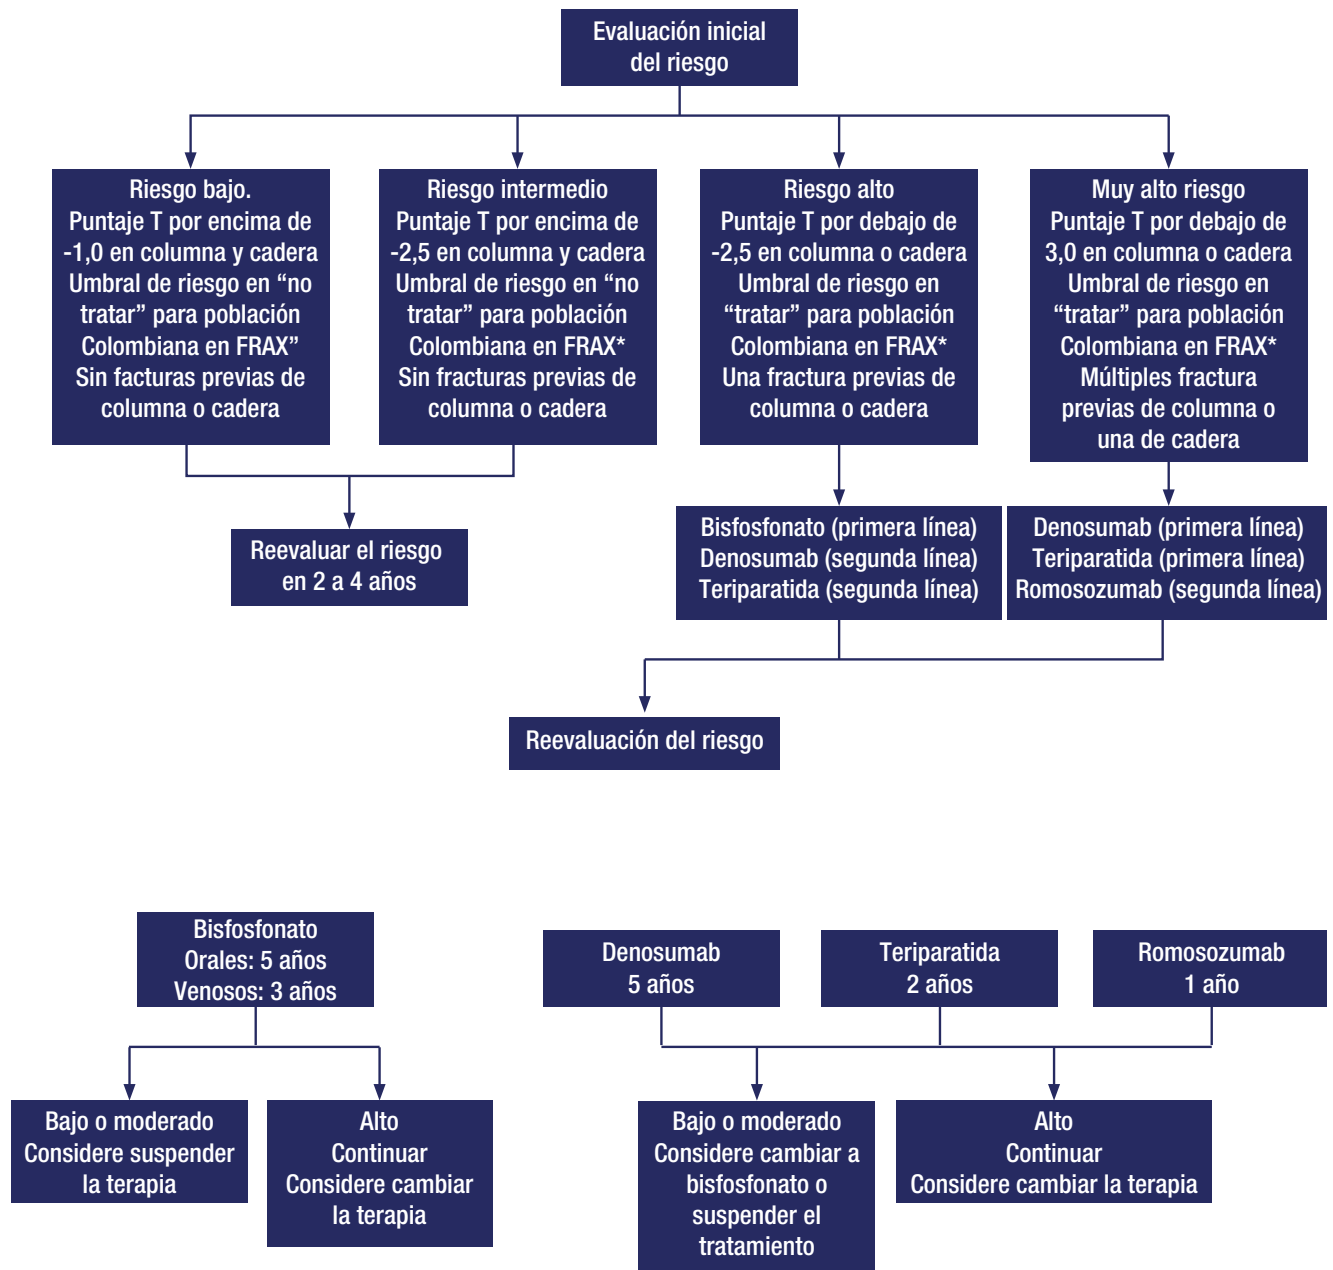 Evaluación inicial
del riesgo
Riesgo bajo.
Puntaje T por encima de
-1,0 en columna y cadera
Umbral de riesgo en “no
tratar” para población
Colombiana en FRAX”
Sin facturas previas de
columna o cadera
Riesgo intermedio
Puntaje T por encima de
-2,5 en columna y cadera
Umbral de riesgo en “no
tratar” para población
Colombiana en FRAX*
Sin fracturas previas de
columna o cadera
Riesgo alto
Puntaje T por debajo de
-2,5 en columna o cadera
Umbral de riesgo en
“tratar” para población
Colombiana en FRAX*
Una fractura previas de
columna o cadera
Muy alto riesgo
Puntaje T por debajo de
3,0 en columna o cadera
Umbral de riesgo en
“tratar” para población
Colombiana en FRAX*
Múltiples fractura
previas de columna o
una de cadera
Reevaluar el riesgo
en 2 a 4 años
Bisfosfonato (primera línea)
Denosumab (segunda línea)
Teriparatida (segunda línea)
Denosumab (primera línea)
Teriparatida (primera línea)
Romosozumab (segunda línea)
Reevaluación del riesgo
Bisfosfonato
Orales: 5 años
Venosos: 3 años
Denosumab
5 años
Teriparatida
2 años
Romosozumab
1 año
Bajo o moderado
Considere suspender
la terapia
Alto
Continuar
Considere cambiar
la terapia
Bajo o moderado
Considere cambiar a
bisfosfonato o
suspender el
tratamiento
Alto
Continuar
Considere cambiar la terapia